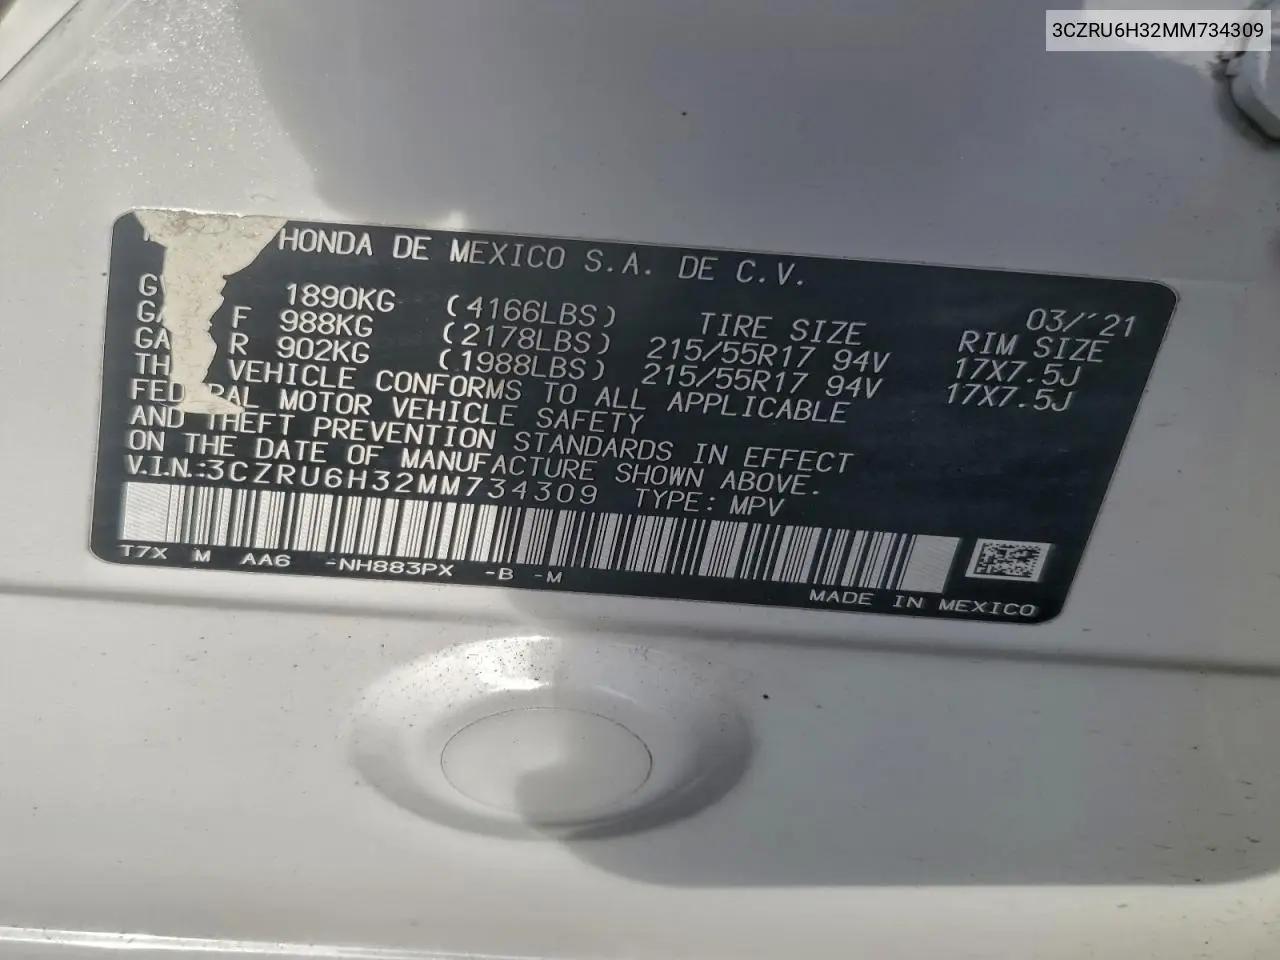 3CZRU6H32MM734309
HONDA DE MEXICO S.A. DE C.V.
03/'21
1890KG (4166LBS) TIRE SIZE RIM SIZE
F 988KG (2178LBS) 215/55R17 94V 17X7.5J
R 902KG (1988LBS) 215/55R17 94V 17X7.5J
VEHICLE CONFORMS TO ALL APPLICABLE
MOTOR VEHICLE SAFETY
AND THEFT PREVENTION STANDARDS IN EFFECT
ON THE DATE OF MANUFACTURE SHOWN ABOVE.
V.I.N.:3CZRU6H32MM734309 TYPE: MPV
T7X M AA6 -NH883PX -B -M
MADE IN MEXICO